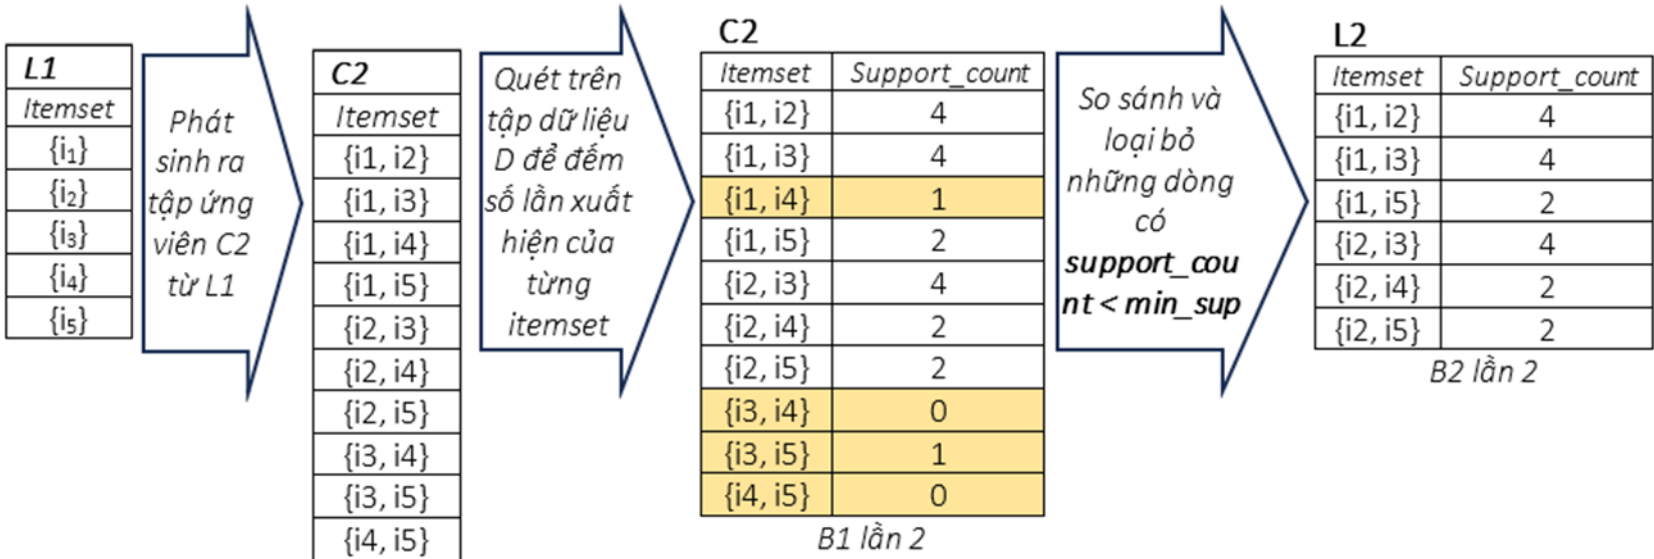 L1
Itemset
{i₁}
{i₂}
{i₃}
{i₄}
{i₅}
Phát
sinh ra
tập ứng
viên C2
từ L1
C2
Itemset
{i1, i2}
{i1, i3}
{i1, i4}
{i1, i5}
{i2, i3}
{i2, i4}
{i2, i5}
{i3, i4}
{i3, i5}
{i4, i5}
Quét trên
tập dữ liệu
D để đếm
số lần xuất
hiện của
từng
itemset
C2
Itemset Support_count
{i1, i2} 4
{i1, i3} 4
{i1, i4} 1
{i1, i5} 2
{i2, i3} 4
{i2, i4} 2
{i2, i5} 2
{i3, i4} 0
{i3, i5} 1
{i4, i5} 0
B1 lần 2
So sánh và
loại bỏ
những dòng
có
support_cou
nt < min_sup
L2
Itemset Support_count
{i1, i2} 4
{i1, i3} 4
{i1, i5} 2
{i2, i3} 4
{i2, i4} 2
{i2, i5} 2
B2 lần 2